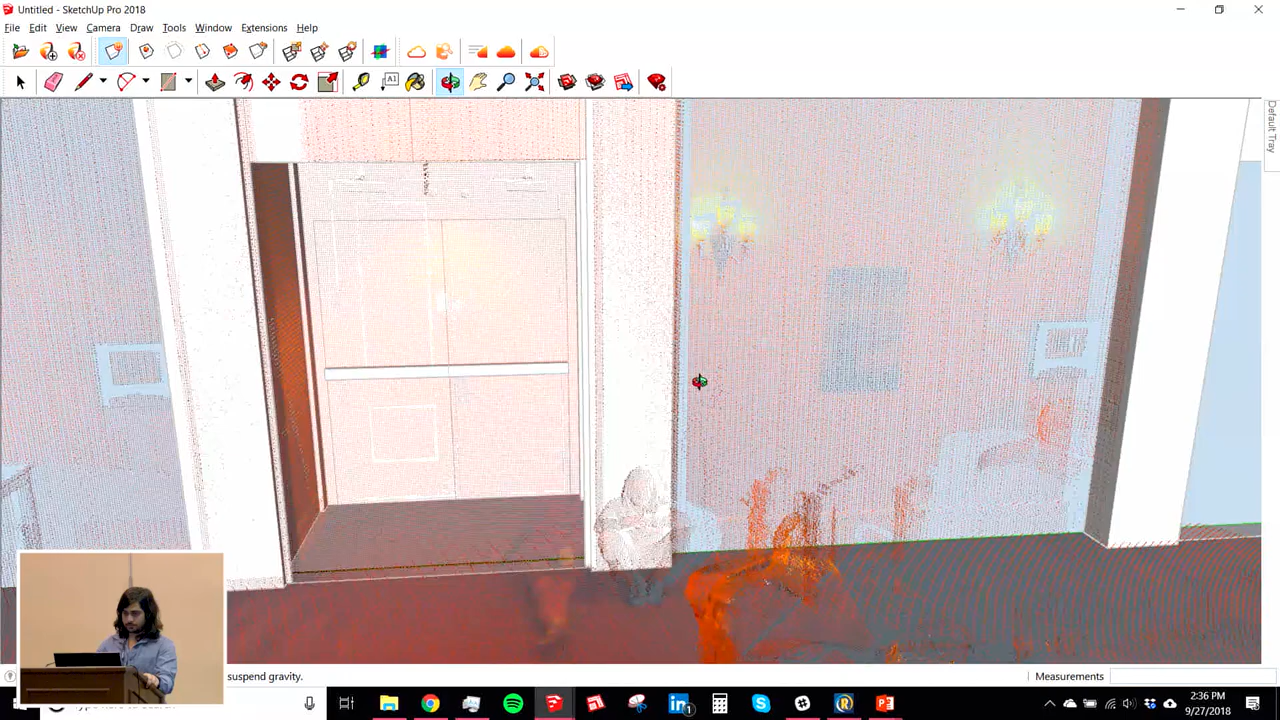 Untitled - SketchUp Pro 2018
File Edit View Camera Draw Tools Window Extensions Help
A1
Default Tray
suspend gravity.
Measurements
2:36 PM
9/27/2018